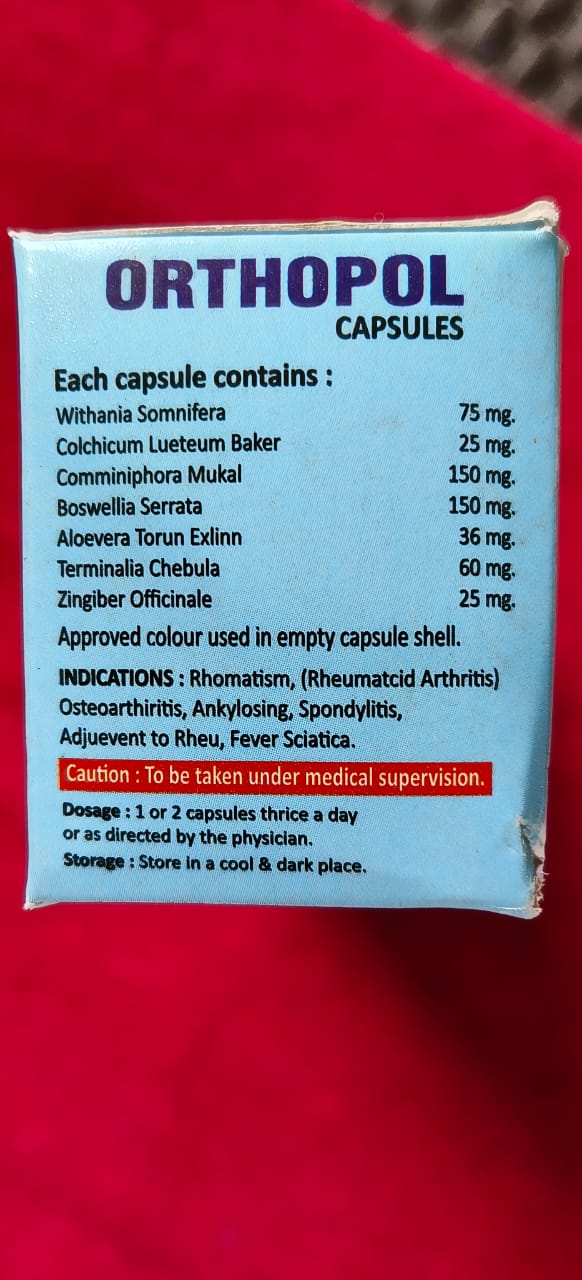 ORTHOPOL
CAPSULES
Each capsule contains :
Withania Somnifera 75 mg.
Colchicum Lueteum Baker 25 mg.
Comminiphora Mukal 150 mg.
Boswellia Serrata 150 mg.
Aloevera Torun Exlinn 36 mg.
Terminalia Chebula 60 mg.
Zingiber Officinale 25 mg.
Approved colour used in empty capsule shell.
INDICATIONS : Rhomatism, (Rheumatcid Arthritis)
Osteoarthiritis, Ankylosing, Spondylitis,
Adjuevent to Rheu, Fever Sciatica.
Caution : To be taken under medical supervision.
Dosage : 1 or 2 capsules thrice a day
or as directed by the physician.
Storage : Store in a cool & dark place.